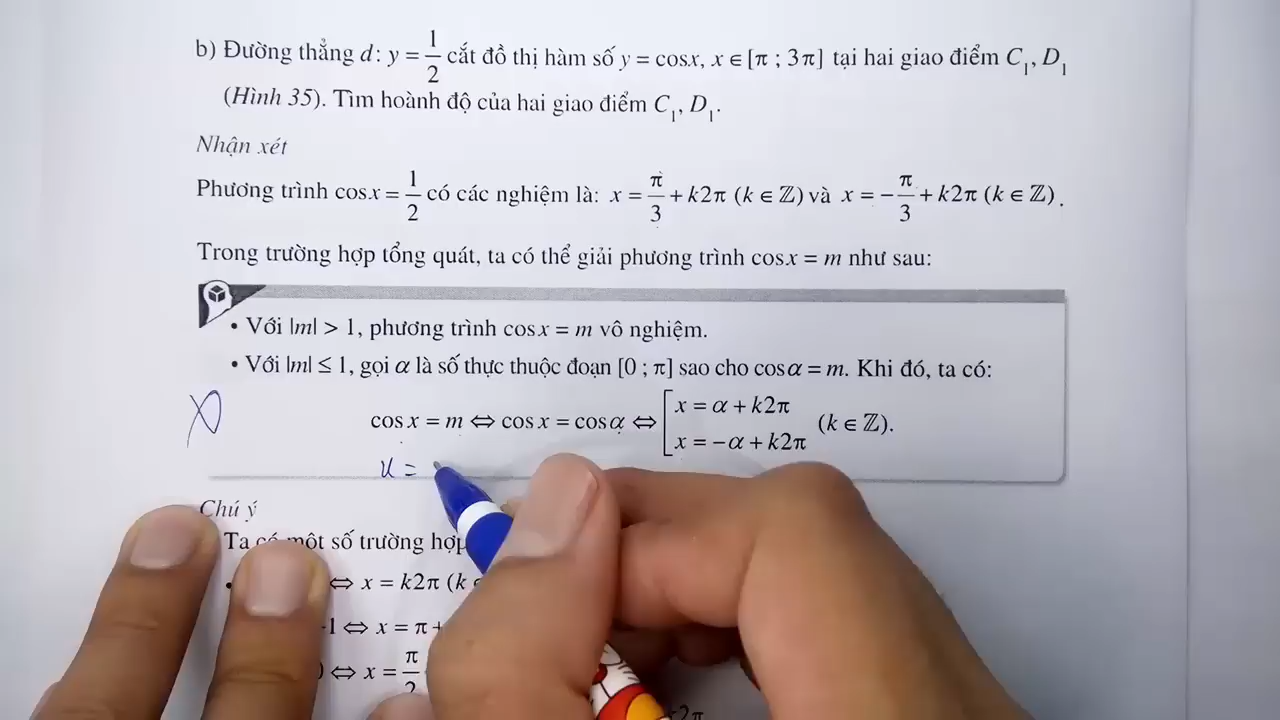 b) Đường thẳng d: y = 1/2 cắt đồ thị hàm số y = cosx, x ∈ [π ; 3π] tại hai giao điểm C₁, D₁
(Hình 35). Tìm hoành độ của hai giao điểm C₁, D₁.
Nhận xét
Phương trình cosx = 1/2 có các nghiệm là: x = π/3 + k2π (k ∈ ℤ) và x = −π/3 + k2π (k ∈ ℤ).
Trong trường hợp tổng quát, ta có thể giải phương trình cosx = m như sau:
• Với |m| > 1, phương trình cosx = m vô nghiệm.
• Với |m| ≤ 1, gọi α là số thực thuộc đoạn [0 ; π] sao cho cosα = m. Khi đó, ta có:
cosx = m ⇔ cosx = cosα ⇔ [ x = α + k2π
x = −α + k2π (k ∈ ℤ).
u =
Chú ý
Ta có một số trường hợp
⇔ x = k2π (k
1 ⇔ x = π +
⇔ x = π/2